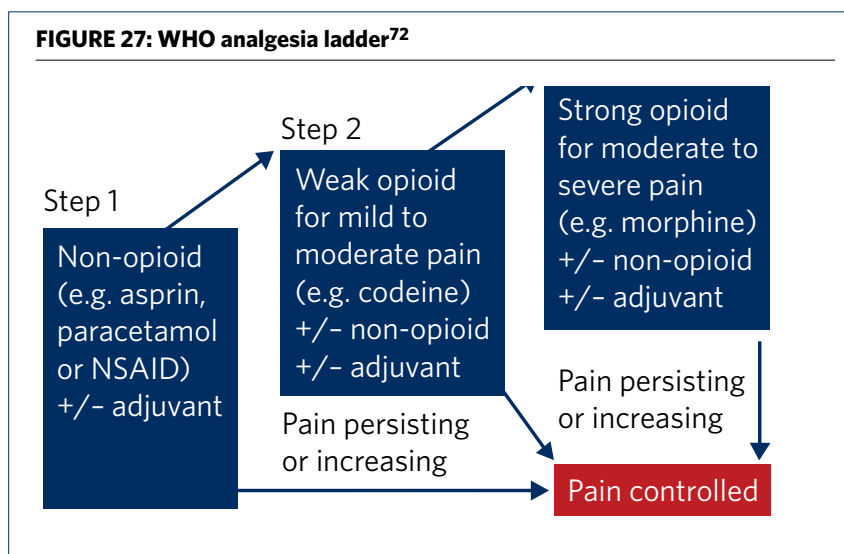 FIGURE 27: WHO analgesia ladder72
Step 1
Non-opioid
(e.g. asprin,
paracetamol
or NSAID)
+/– adjuvant
Step 2
Weak opioid
for mild to
moderate pain
(e.g. codeine)
+/– non-opioid
+/– adjuvant
Pain persisting
or increasing
Strong opioid
for moderate to
severe pain
(e.g. morphine)
+/– non-opioid
+/– adjuvant
Pain persisting
or increasing
Pain controlled